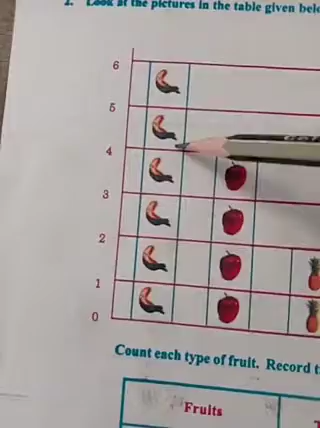 2. Look at the pictures in the table given
6
5
4
3
2
1
0
Count each type of fruit. Record
Fruits